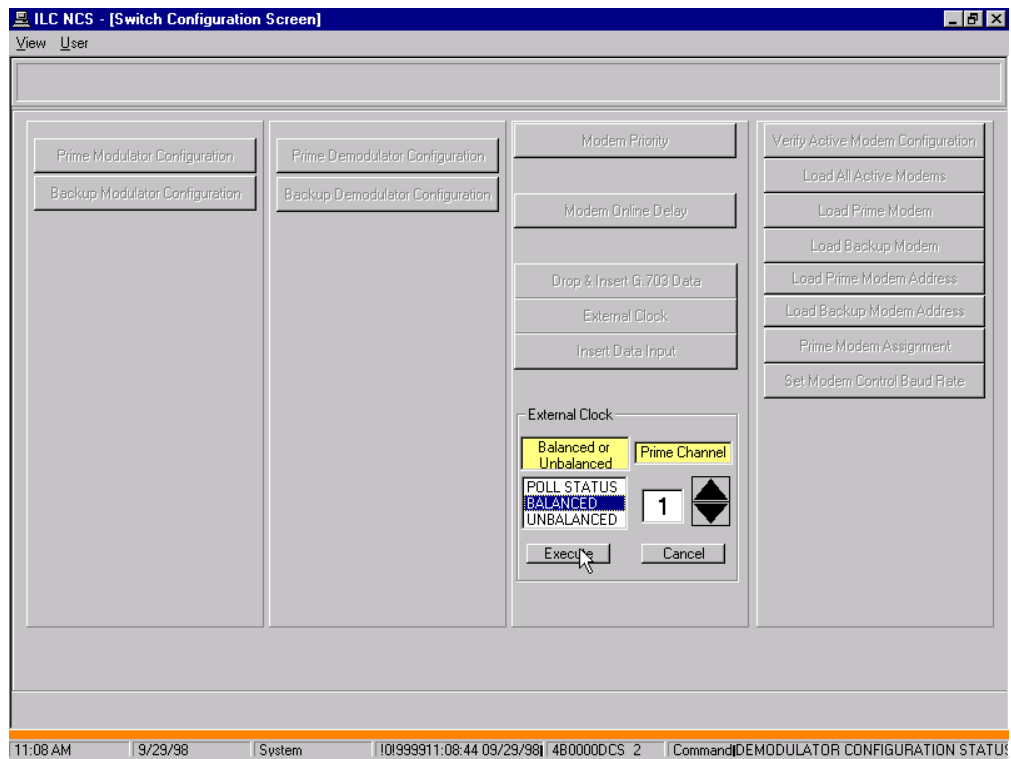 ILC NCS - [Switch Configuration Screen]
View User
Prime Modulator Configuration
Backup Modulator Configuration
Prime Demodulator Configuration
Backup Demodulator Configuration
Modem Priority
Modem Online Delay
Drop & Insert G.703 Data
External Clock
Insert Data Input
Verify Active Modem Configuration
Load All Active Modems
Load Prime Modem
Load Backup Modem
Load Prime Modem Address
Load Backup Modem Address
Prime Modem Assignment
Set Modem Control Baud Rate
External Clock
Balanced or
Unbalanced
Prime Channel
POLL STATUS
BALANCED
UNBALANCED
1
Execute
Cancel
11:08 AM 9/29/98 System !0!999911:08:44 09/29/98 4B0000DCS 2 Command DEMODULATOR CONFIGURATION STATUS